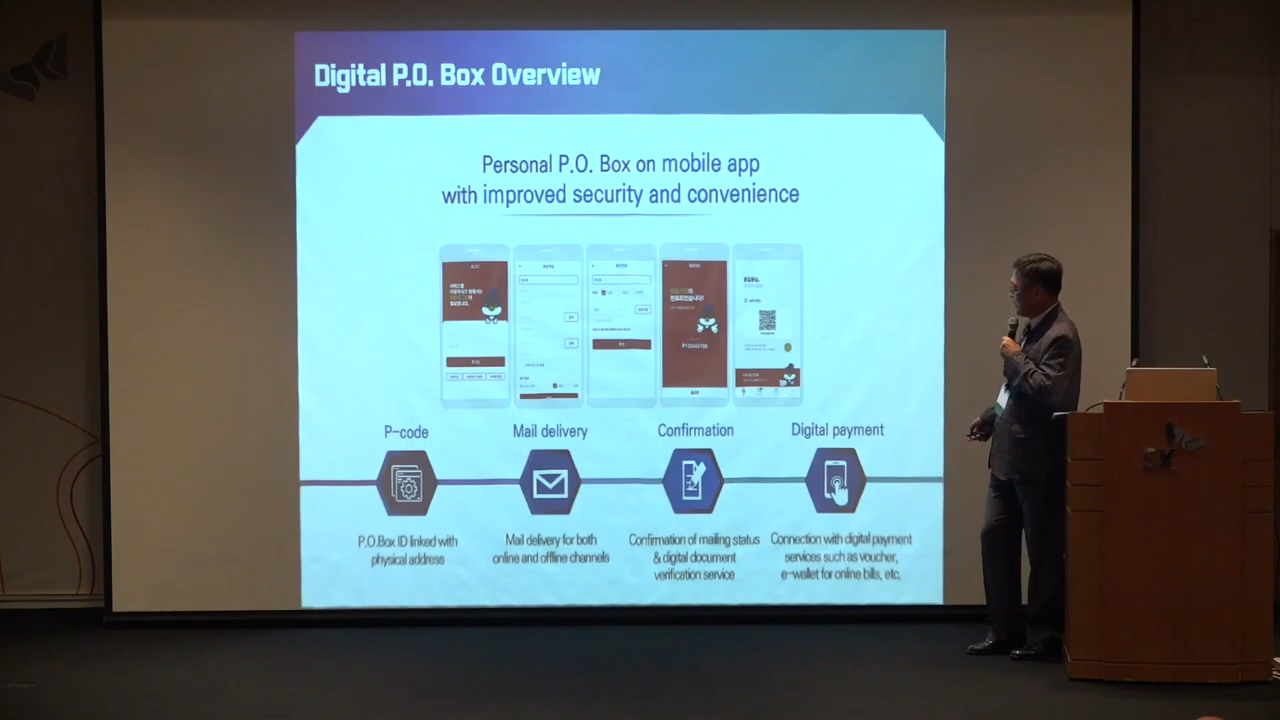 Digital P.O. Box Overview
Personal P.O. Box on mobile app
with improved security and convenience
P-code
Mail delivery
Confirmation
Digital payment
P.O.Box ID linked with
physical address
Mail delivery for both
online and offline channels
Confirmation of mailing status
& digital document
verification service
Connection with digital payment
services such as voucher,
e-wallet for online bills, etc.